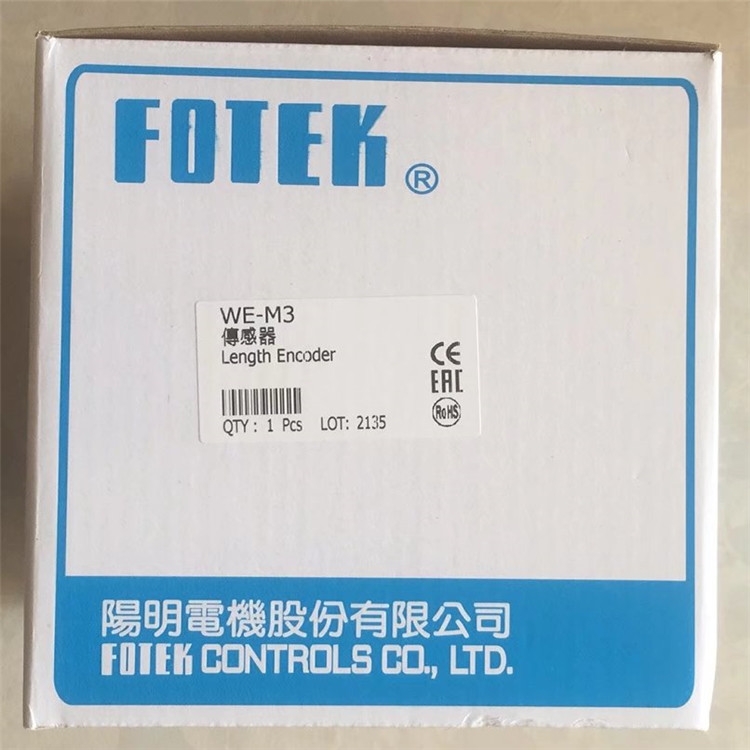 FOTEK®
WE-M3
傳感器
Length Encoder
CE
EAC
RoHS
QTY : 1 Pcs LOT: 2135
陽明電機股份有限公司
FOTEK CONTROLS CO., LTD.